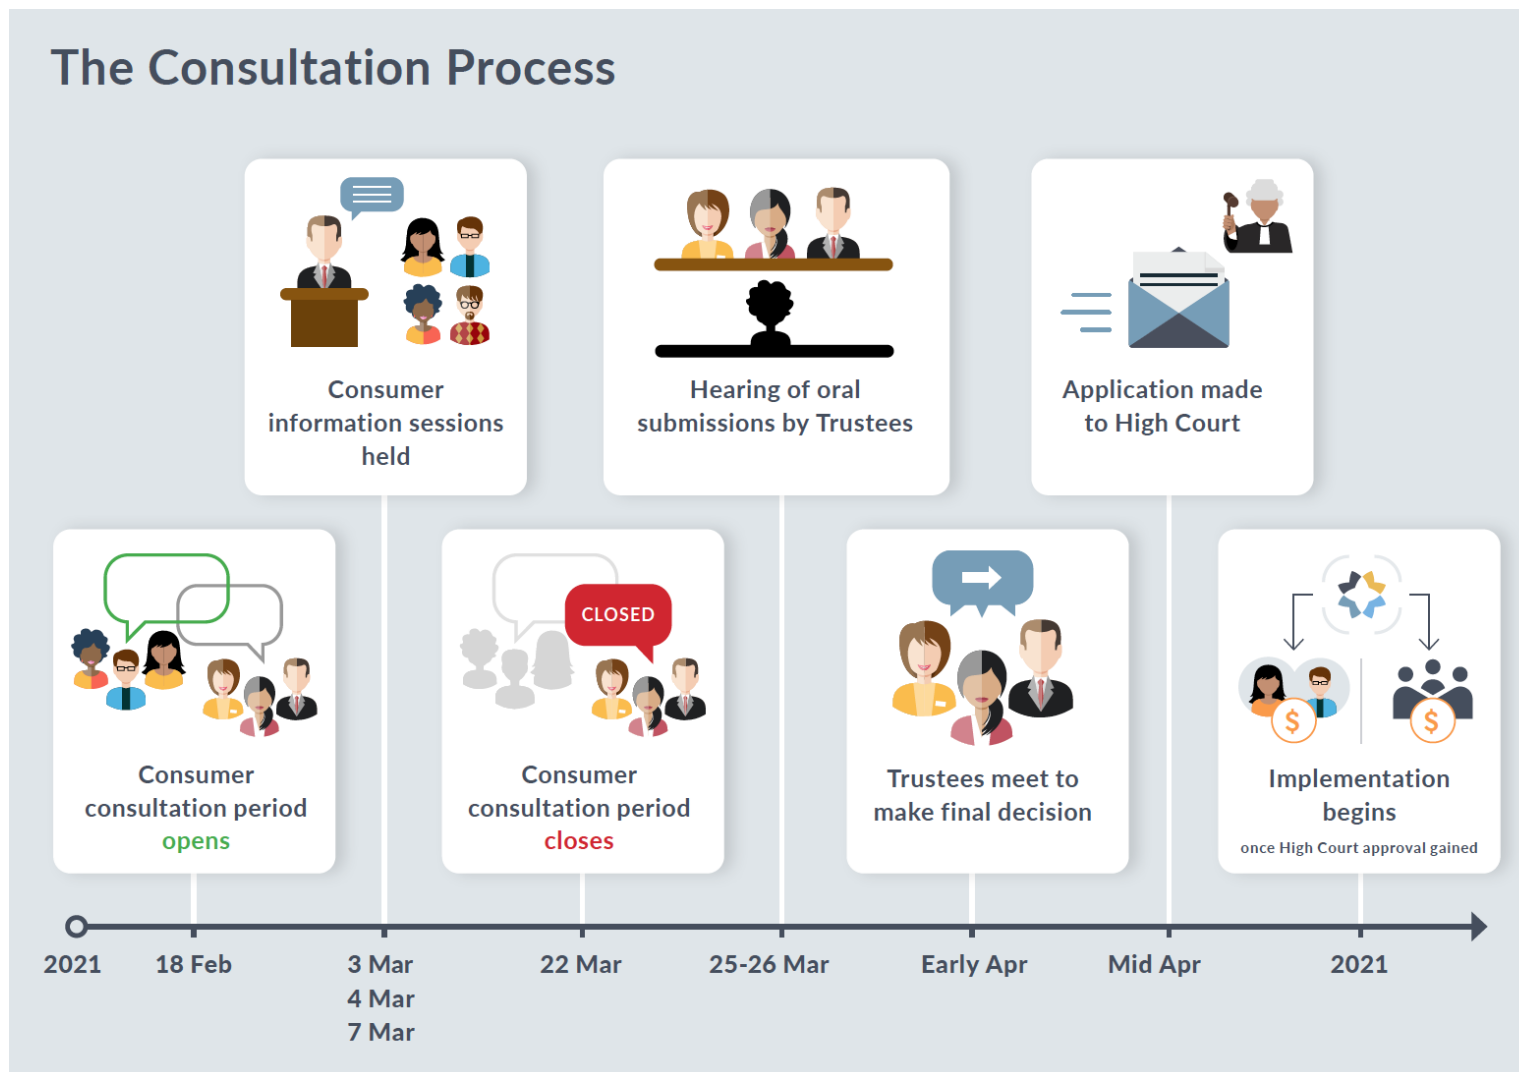 The Consultation Process
Consumer
information sessions
held
Hearing of oral
submissions by Trustees
Application made
to High Court
Consumer
consultation period
opens
CLOSED
Consumer
consultation period
closes
Trustees meet to
make final decision
$
$
Implementation
begins
once High Court approval gained
2021
18 Feb
3 Mar
4 Mar
7 Mar
22 Mar
25-26 Mar
Early Apr
Mid Apr
2021